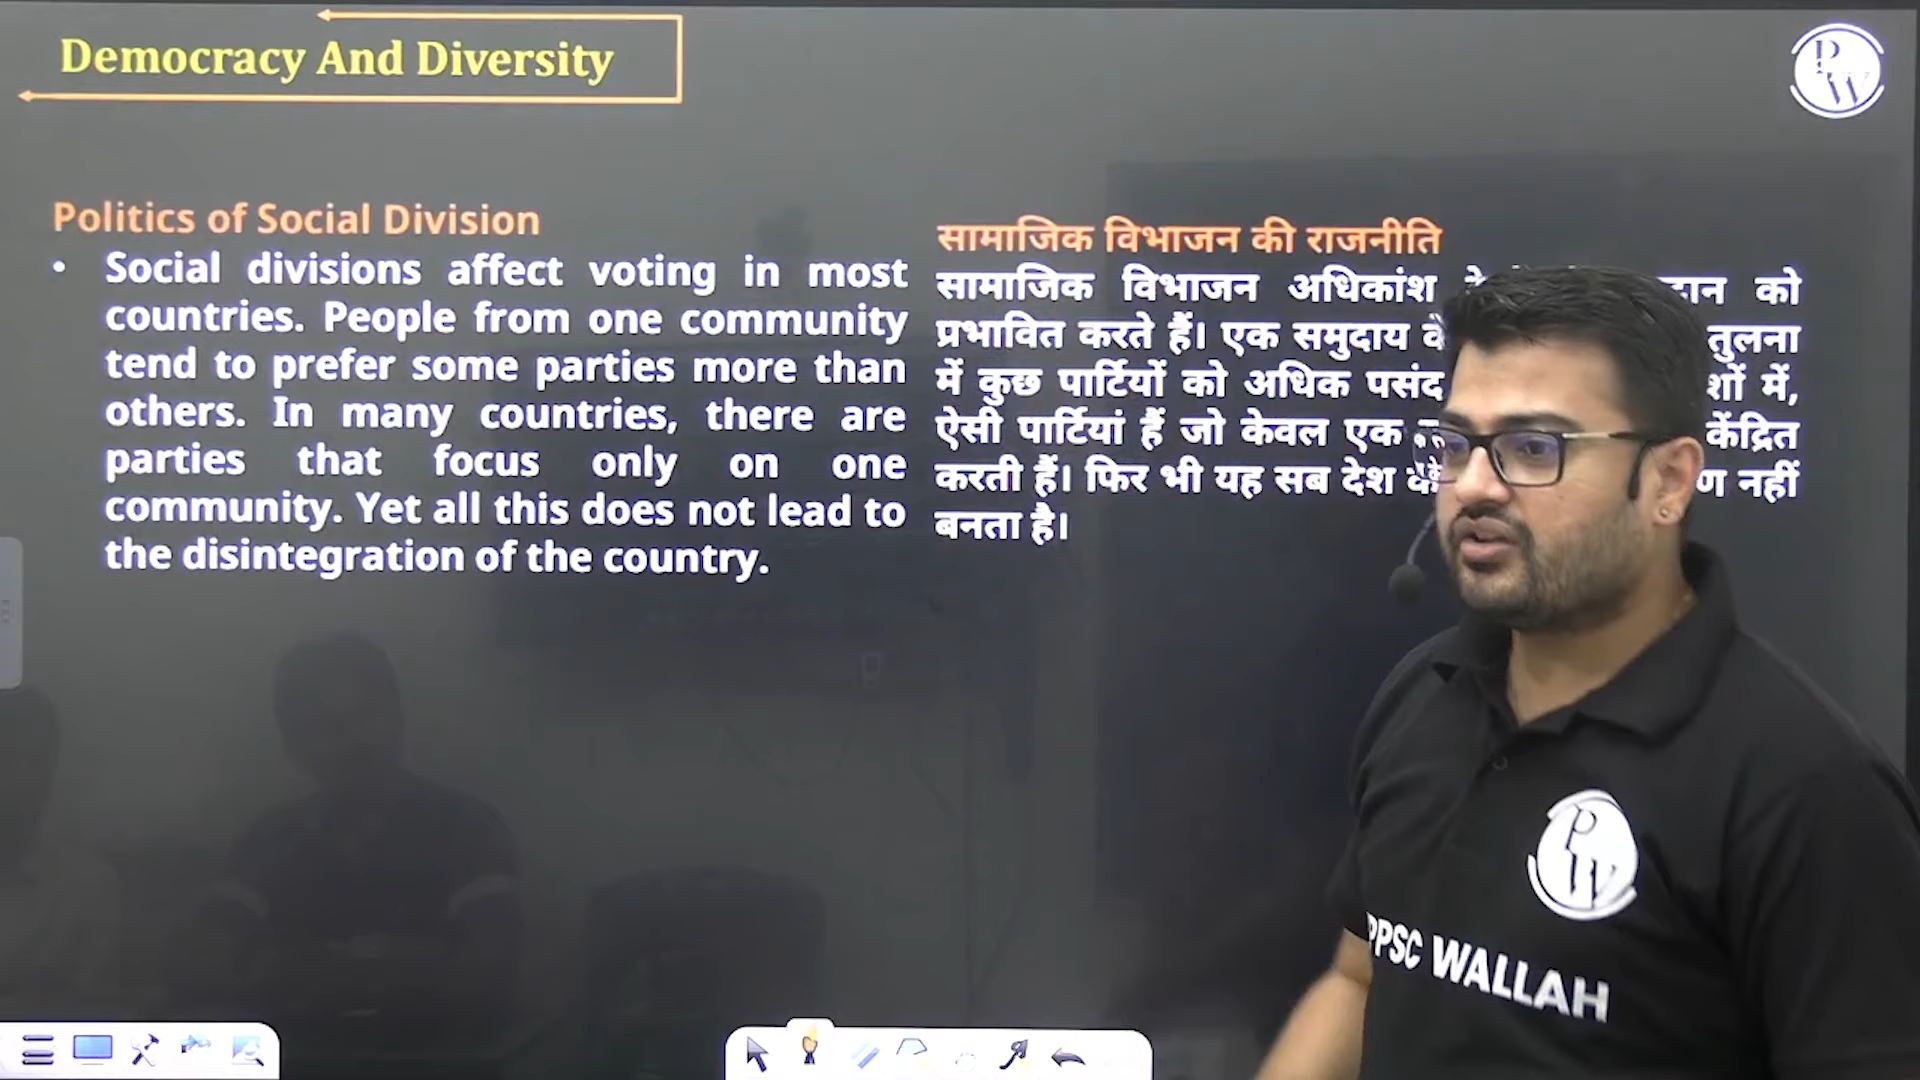 Democracy And Diversity
PW
Politics of Social Division
• Social divisions affect voting in most
countries. People from one community
tend to prefer some parties more than
others. In many countries, there are
parties that focus only on one
community. Yet all this does not lead to
the disintegration of the country.
सामाजिक विभाजन की राजनीति
सामाजिक विभाजन अधिकांश को
प्रभावित करते हैं। एक समुदाय तुलना
में कुछ पार्टियों को अधिक पसंद में,
ऐसी पार्टियां हैं जो केवल एक केंद्रित
करती हैं। फिर भी यह सब देश नहीं
बनता है।
PW
PPSC WALLAH